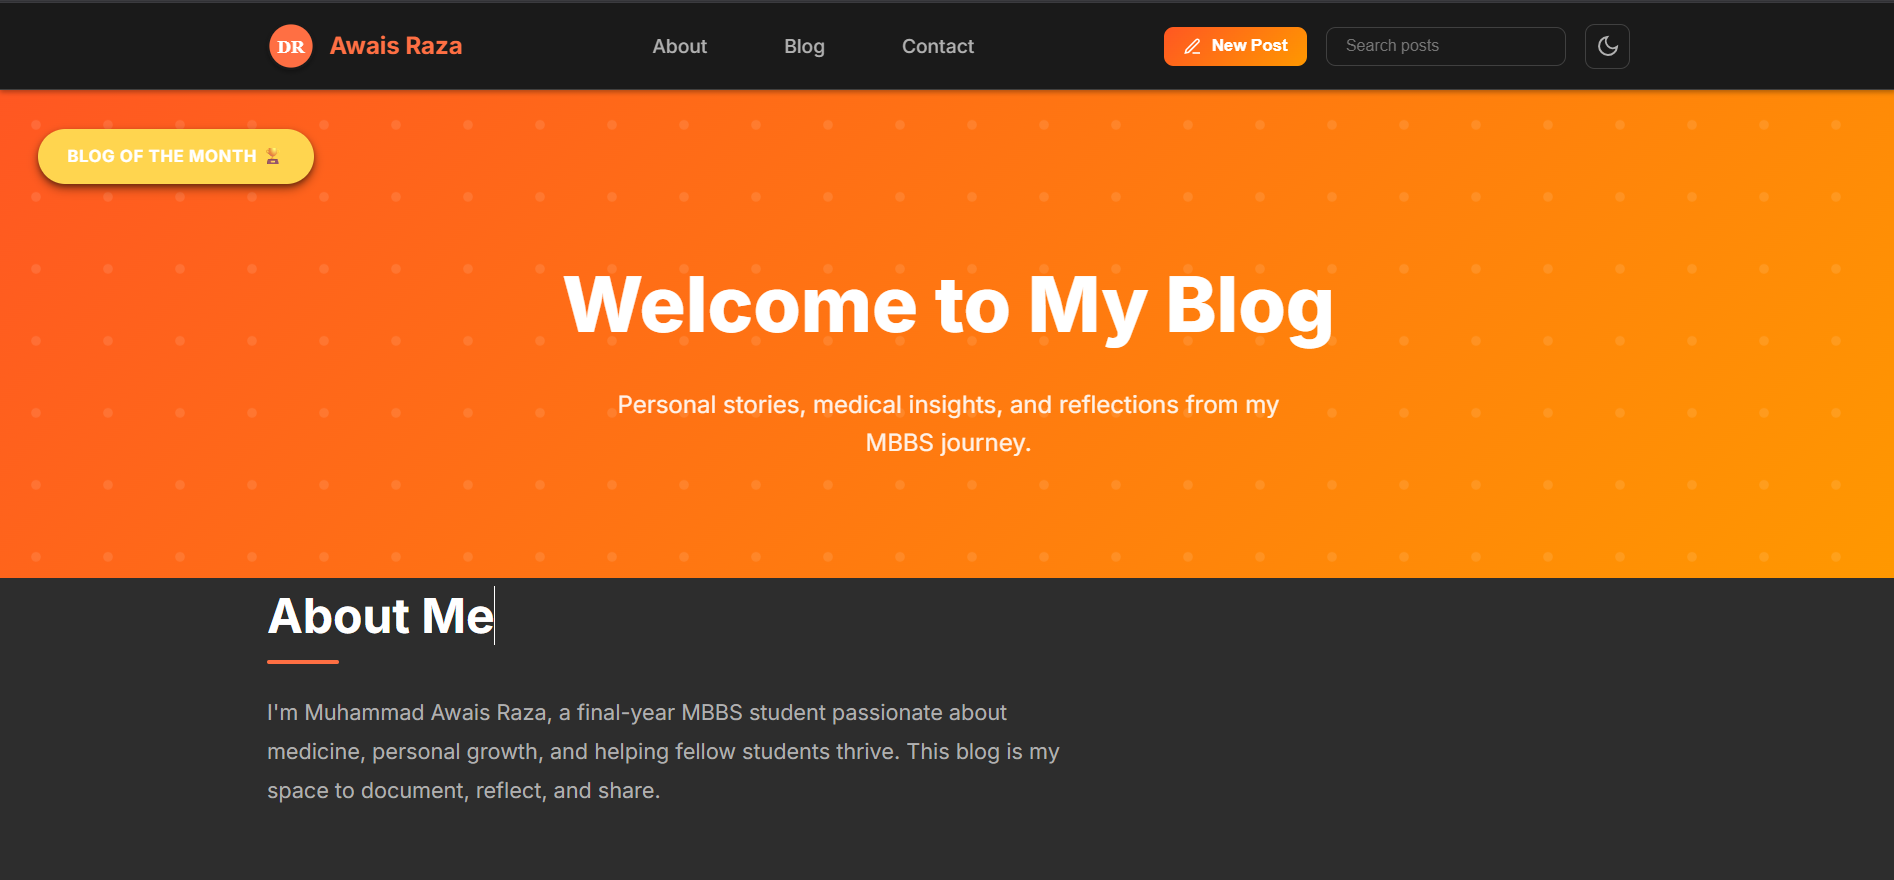 DR Awais Raza About Blog Contact New Post Search posts
BLOG OF THE MONTH
Welcome to My Blog
Personal stories, medical insights, and reflections from my
MBBS journey.
About Me
I'm Muhammad Awais Raza, a final-year MBBS student passionate about
medicine, personal growth, and helping fellow students thrive. This blog is my
space to document, reflect, and share.